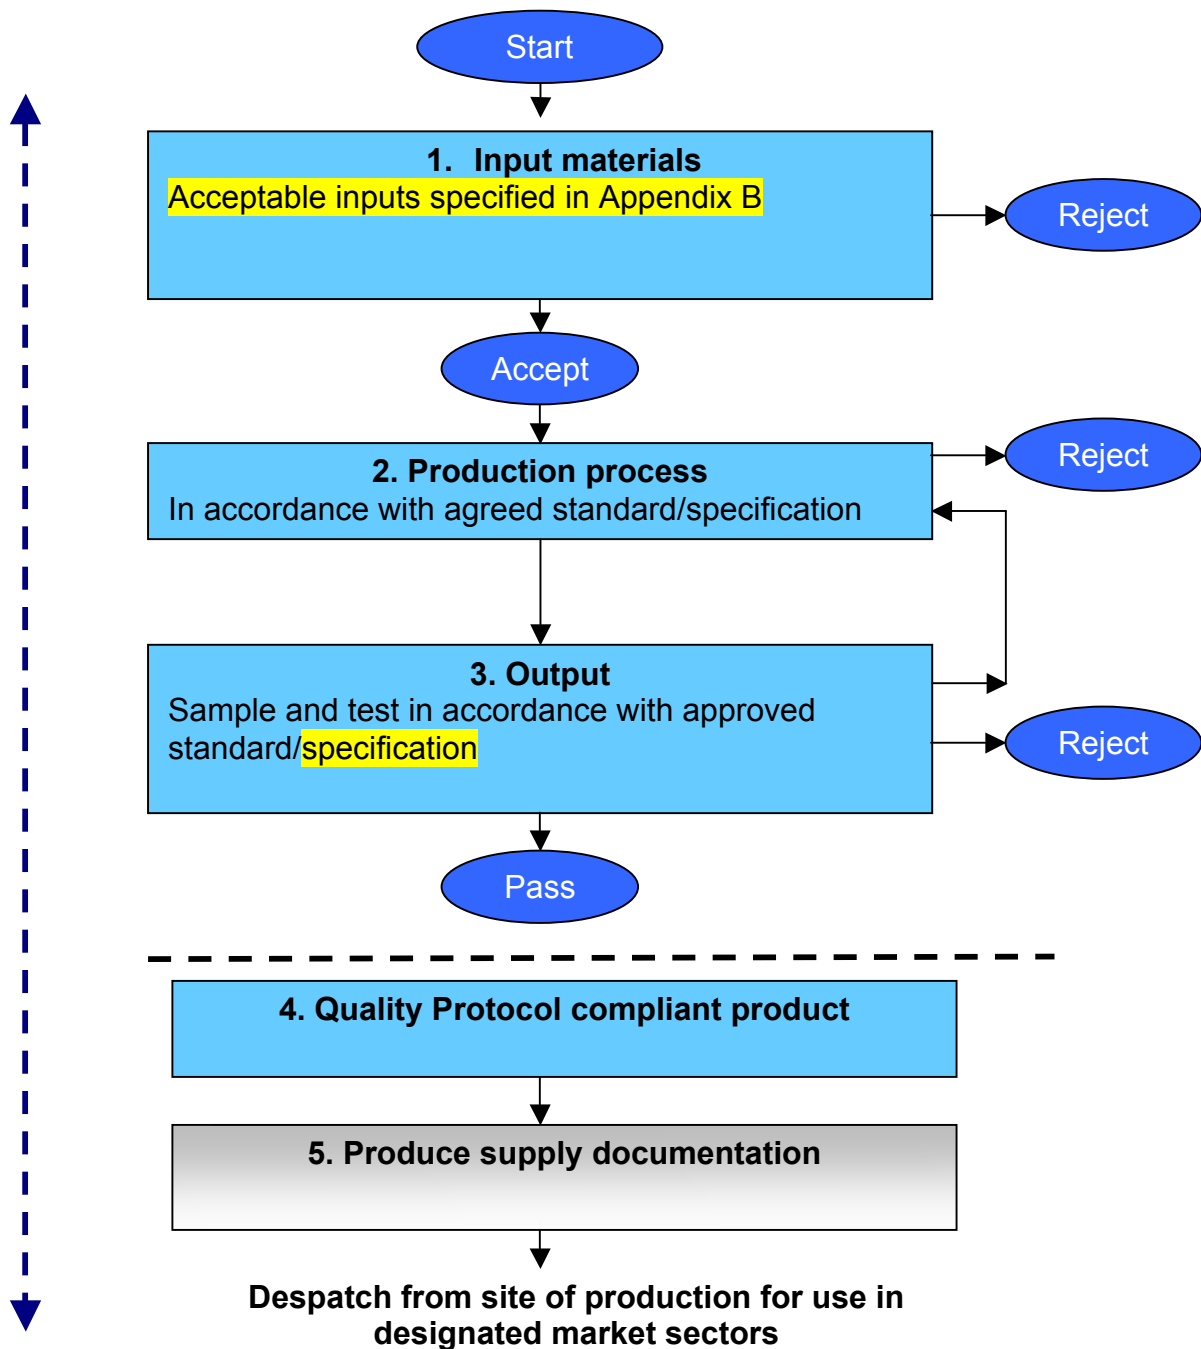 Start
1. Input materials
Acceptable inputs specified in Appendix B
Reject
Accept
2. Production process
In accordance with agreed standard/specification
Reject
3. Output
Sample and test in accordance with approved
standard/specification
Reject
Pass
4. Quality Protocol compliant product
5. Produce supply documentation
Despatch from site of production for use in
designated market sectors